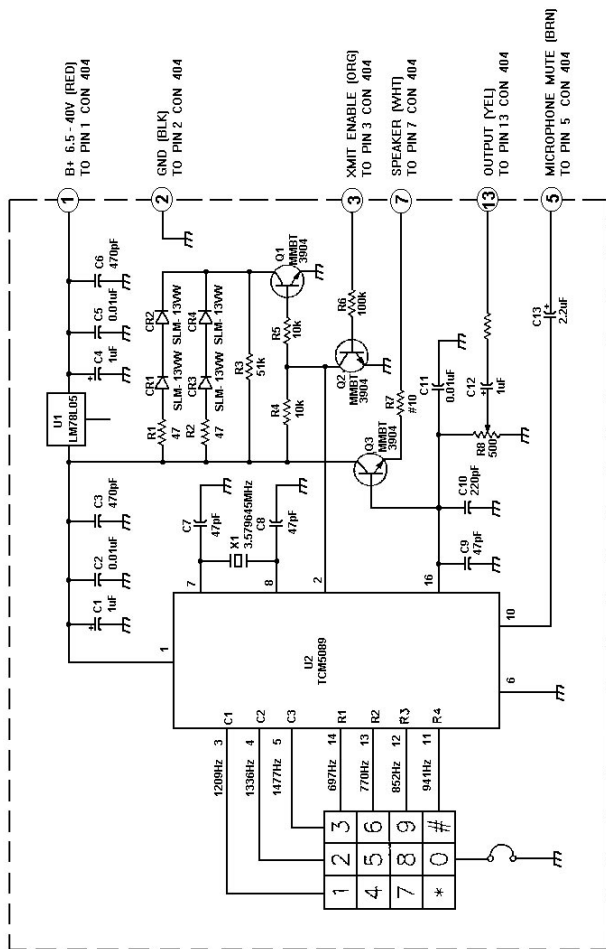 B+ 6.5 - 40V (RED)
TO PIN 1 CON 404
1
GND (BLK)
TO PIN 2 CON 404
2
XMIT ENABLE (ORG)
TO PIN 3 CON 404
3
SPEAKER (WHT)
TO PIN 7 CON 404
7
OUTPUT (YEL)
TO PIN 13 CON 404
13
MICROPHONE MUTE (BRN)
TO PIN 5 CON 404
5
C1
1uF
+
C2
0.01uF
C3
470pF
U1
LM78L05
C4
1uF
+
C5
0.01uF
C6
470pF
R1
47
CR1
SLM- 13VW
CR2
SLM- 13VW
R2
47
CR3
SLM- 13VW
CR4
SLM- 13VW
R3
51k
R4
10k
R5
10k
Q1
MMBT
3904
Q2
MMBT
3904
R6
100k
Q3
MMBT
3904
R7
#10
C7
47pF
X1
3.579645MHz
C8
47pF
C9
47pF
C10
220pF
C11
0.01uF
R8
500
C12
1uF
+
C13
2.2uF
+
1
7
8
2
16
10
6
U2
TCM5089
1209Hz 3 C1
1336Hz 4 C2
1477Hz 5 C3
697Hz 14 R1
770Hz 13 R2
852Hz 12 R3
941Hz 11 R4
1 2 3
4 5 6
7 8 9
* 0 #